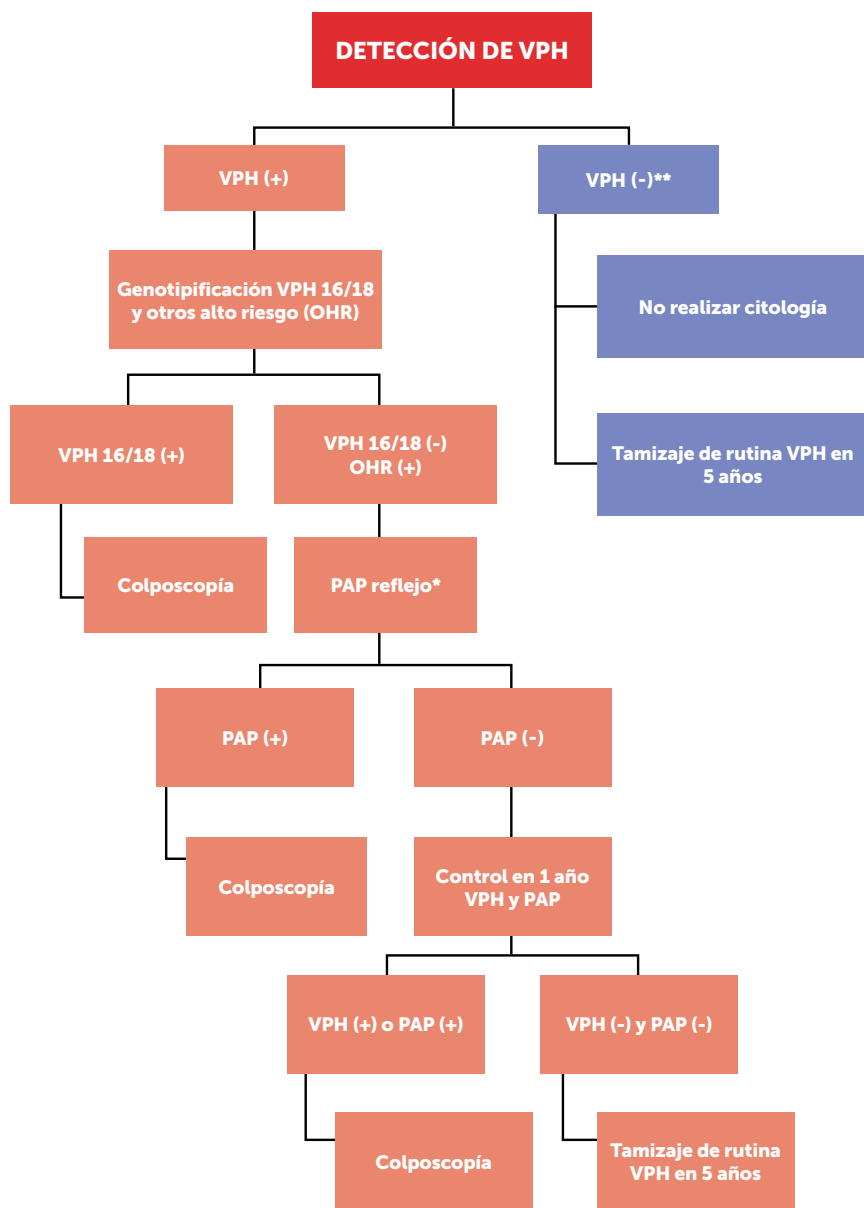 DETECCIÓN DE VPH
VPH (+)
VPH (-)**
Genotipificación VPH 16/18
y otros alto riesgo (OHR)
No realizar citología
VPH 16/18 (+)
VPH 16/18 (-)
OHR (+)
Tamizaje de rutina VPH en
5 años
Colposcopía
PAP reflejo*
PAP (+)
PAP (-)
Colposcopía
Control en 1 año
VPH y PAP
VPH (+) o PAP (+)
VPH (-) y PAP (-)
Colposcopía
Tamizaje de rutina
VPH en 5 años